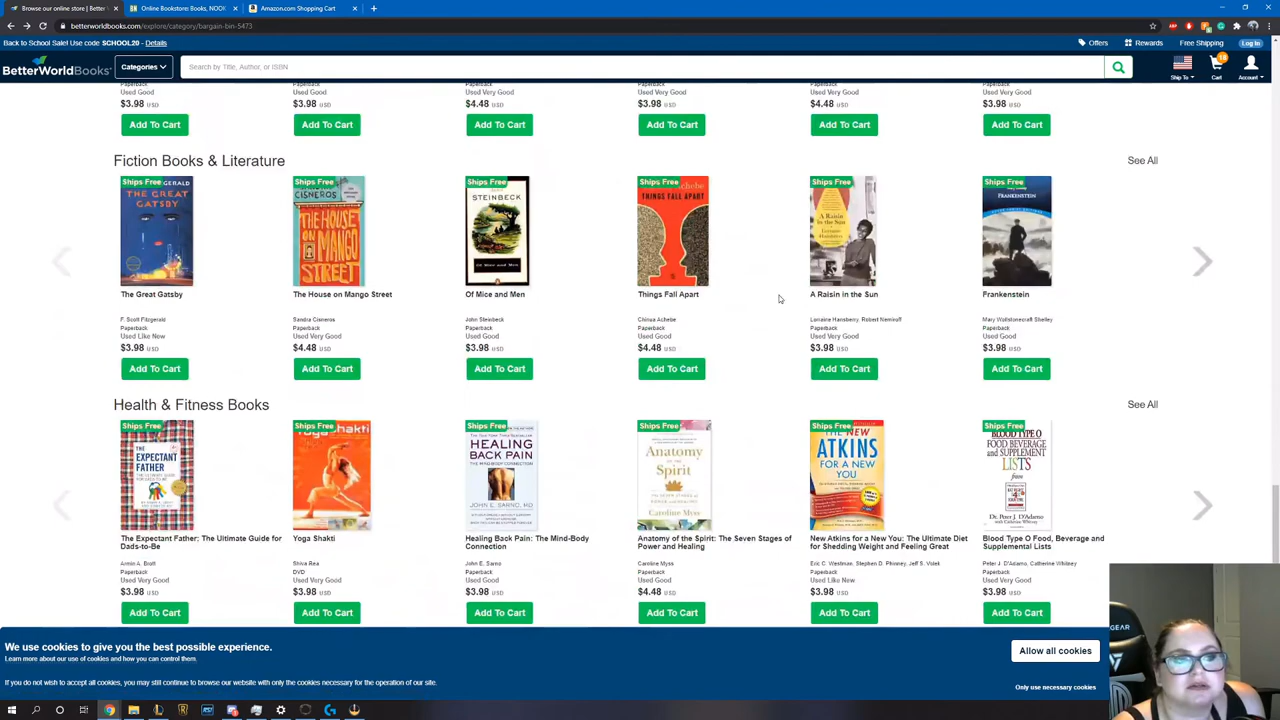 Browse our online store | Better
Online Bookstore: Books, NOOK
Amazon.com Shopping Cart
betterworldbooks.com/explore/category/bargain-bin-5473
Back to School Sale! Use code SCHOOL20 - Details
Offers Rewards Free Shipping Log In
BetterWorldBooks
Categories
Search by Title, Author, or ISBN
Ship To
Cart
Account
Paperback Paperback Paperback Paperback Paperback Paperback
Used Good Used Good Used Very Good Used Very Good Used Very Good Used Good
$3.98 USD $3.98 USD $4.48 USD $3.98 USD $4.48 USD $3.98 USD
Add To Cart Add To Cart Add To Cart Add To Cart Add To Cart Add To Cart
Fiction Books & Literature See All
Ships Free Ships Free Ships Free Ships Free Ships Free Ships Free
THE GREAT
GATSBY
CISNEROS
THE HOUSE
ON MANGO
STREET
STEINBECK
OF MICE AND MEN
THINGS FALL APART
A Raisin
in the Sun
FRANKENSTEIN
The Great Gatsby The House on Mango Street Of Mice and Men Things Fall Apart A Raisin in the Sun Frankenstein
F. Scott Fitzgerald Sandra Cisneros John Steinbeck Chinua Achebe Lorraine Hansberry, Robert Nemiroff Mary Wollstonecraft Shelley
Paperback Paperback Paperback Paperback Paperback Paperback
Used Like New Used Very Good Used Good Used Good Used Very Good Used Good
$3.98 USD $4.48 USD $3.98 USD $4.48 USD $3.98 USD $3.98 USD
Add To Cart Add To Cart Add To Cart Add To Cart Add To Cart Add To Cart
Health & Fitness Books See All
Ships Free Ships Free Ships Free Ships Free Ships Free Ships Free
THE
EXPECTANT
FATHER
Yoga Shakti
HEALING
BACK PAIN
JOHN E. SARNO, MD
Anatomy
of the
Spirit
Caroline Myss
THE NEW
ATKINS
FOR A NEW
YOU
BLOOD TYPE O
FOOD, BEVERAGE
and SUPPLEMENT
LISTS
from
Dr. Peter J. D'Adamo
The Expectant Father: The Ultimate Guide for
Dads-to-Be
Yoga Shakti
Healing Back Pain: The Mind-Body
Connection
Anatomy of the Spirit: The Seven Stages of
Power and Healing
New Atkins for a New You: The Ultimate Diet
for Shedding Weight and Feeling Great
Blood Type O Food, Beverage and
Supplemental Lists
Armin A. Brott Shiva Rea John E. Sarno Caroline Myss Eric C. Westman, Stephen D. Phinney, Jeff S. Volek Peter J. D'Adamo, Catherine Whitney
Paperback DVD Paperback Paperback Paperback Paperback
Used Very Good Used Very Good Used Good Used Good Used Like New Used Very Good
$3.98 USD $3.98 USD $3.98 USD $4.48 USD $3.98 USD $3.98 USD
Add To Cart Add To Cart Add To Cart Add To Cart Add To Cart Add To Cart
We use cookies to give you the best possible experience.
Learn more about our use of cookies and how you can control them.
If you do not wish to accept all cookies, you may still continue to browse our website with only the cookies necessary for the operation of our site.
Allow all cookies
Only use necessary cookies
GEAR